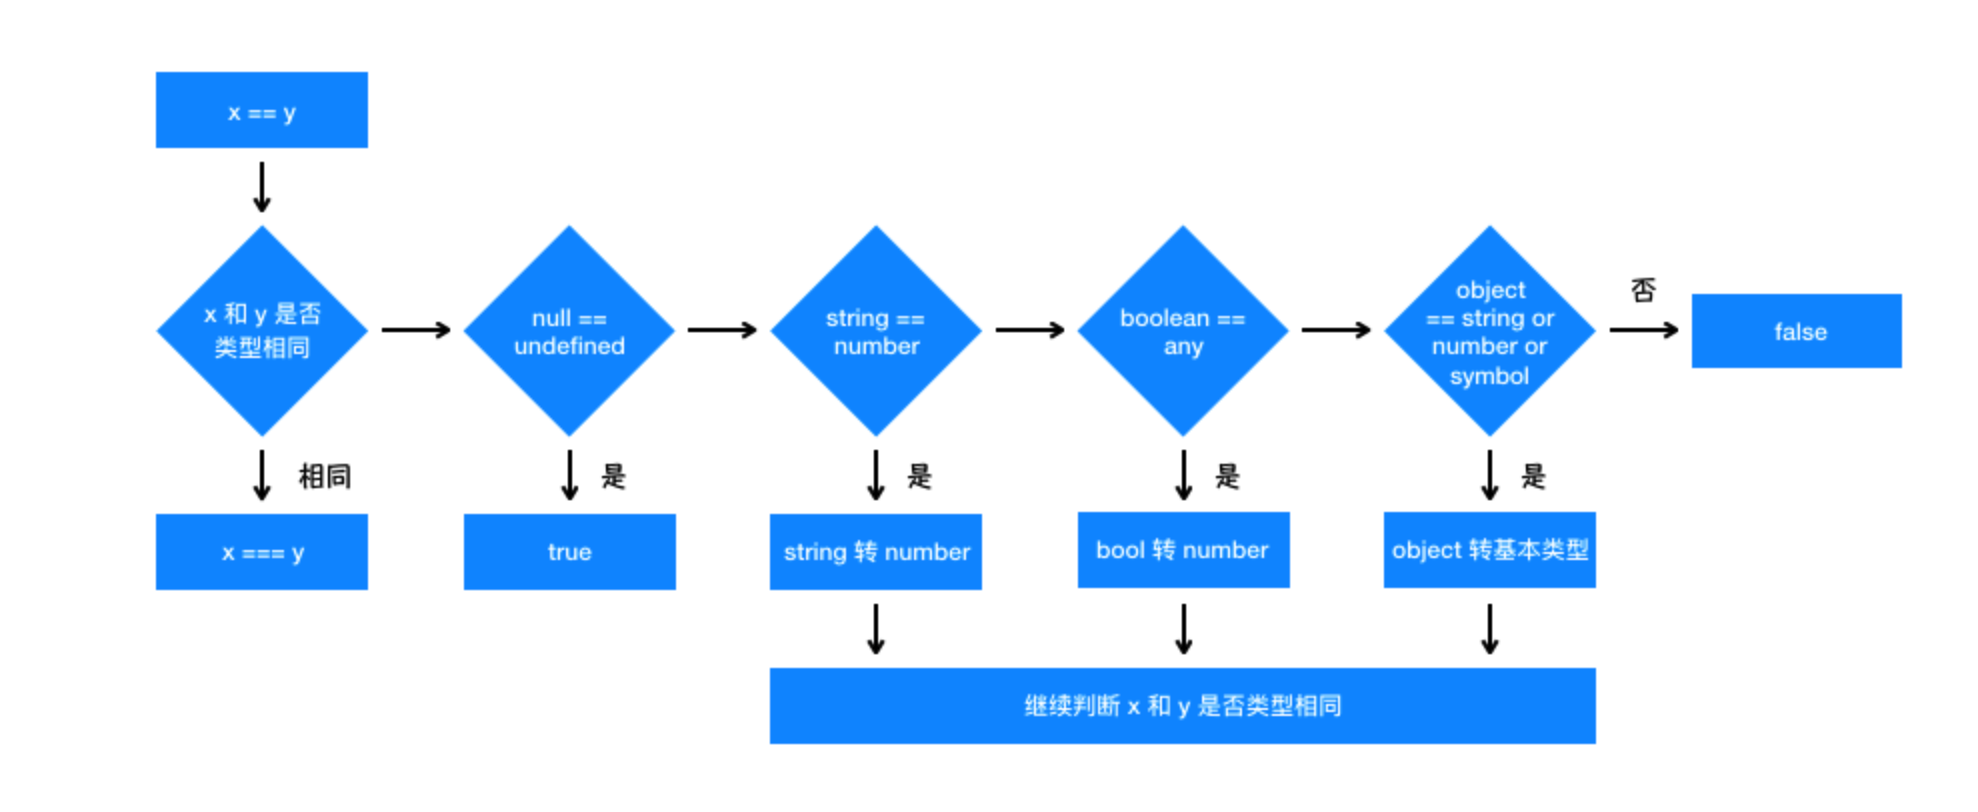 x == y
x 和 y 是否
类型相同
null ==
undefined
string ==
number
boolean ==
any
object
== string or
number or
symbol
否
false
相同
是
是
是
是
x === y
true
string 转 number
bool 转 number
object 转基本类型
继续判断 x 和 y 是否类型相同